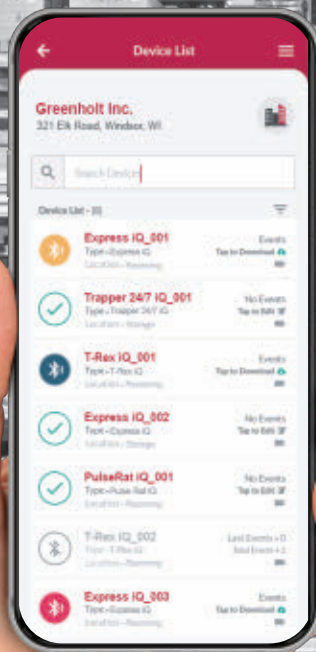 Device List
Greenholt Inc.
321 Elk Road, Windsor, WI
Search Devices
Device List - (6)
Express iQ_001
Events
Type - Express iQ
Tap to Download
Location - Receiving
Trapper 24/7 iQ_001
No Events
Type - Trapper 24/7 iQ
Tap to Edit
Location - Storage
T-Rex iQ_001
Events
Type - T-Rex iQ
Tap to Download
Location - Receiving
Express iQ_002
No Events
Type - Express iQ
Tap to Edit
Location - Storage
PulseRat iQ_001
No Events
Type - Pulse Rat iQ
Tap to Edit
Location - Receiving
T-Rex iQ_002
Last Events - 0
Type - T-Rex iQ
Total Events - 2
Location - Receiving
Express iQ_003
Events
Type - Express iQ
Tap to Download
Location - Receiving